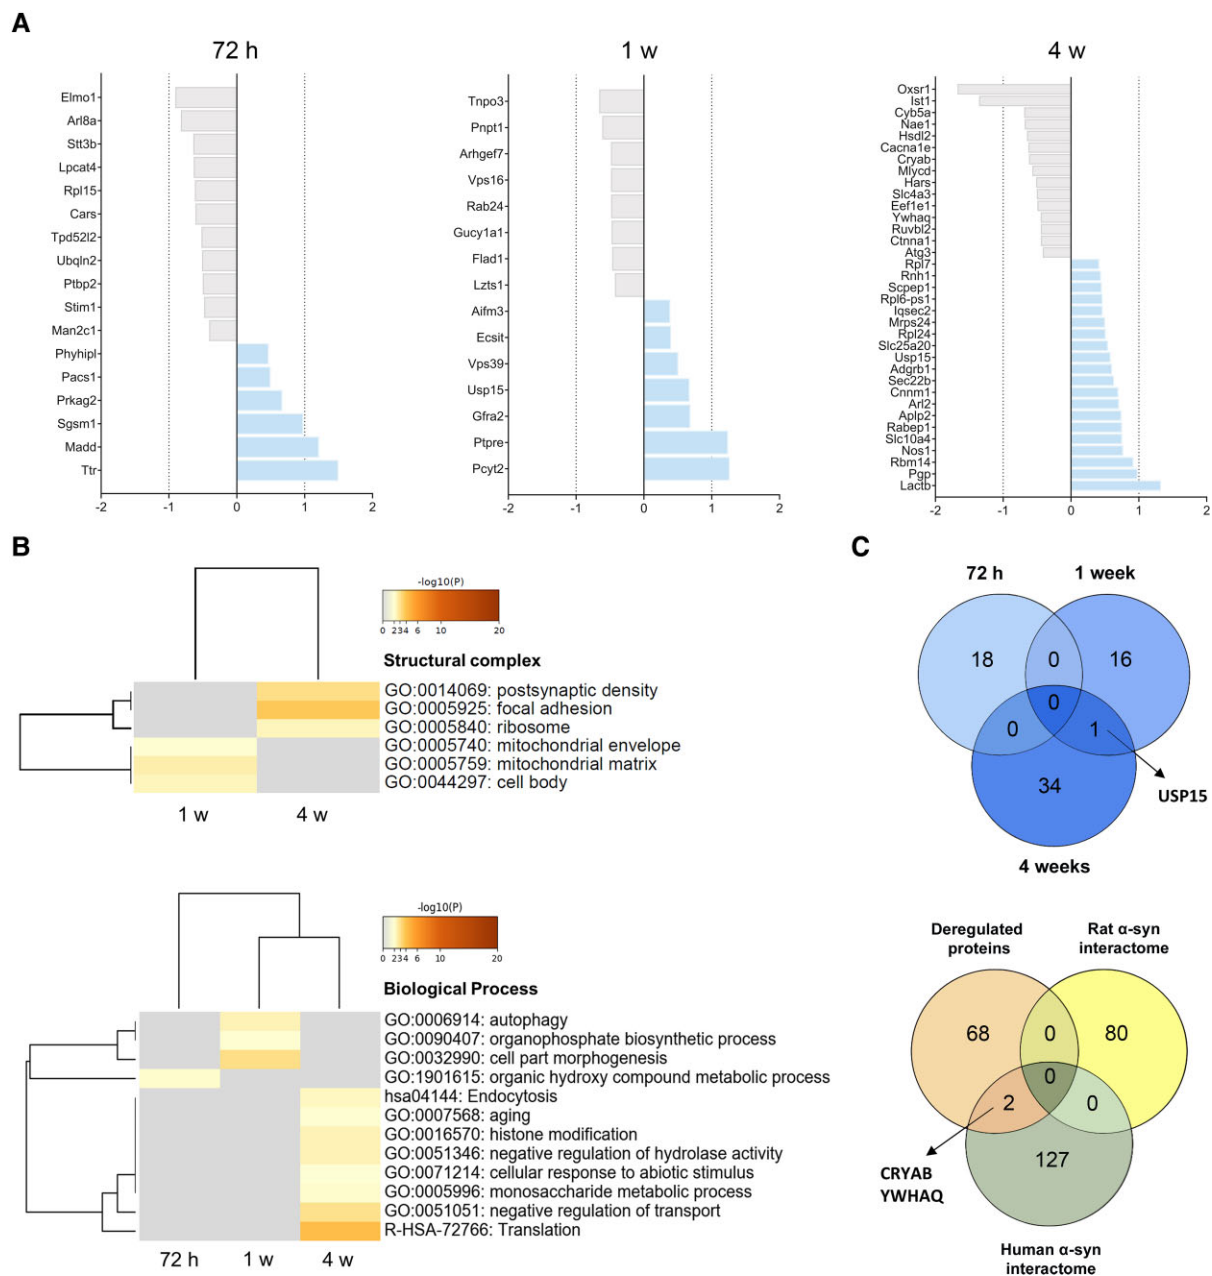 A
72 h
Elmo1
Arl8a
Stt3b
Lpcat4
Rpl15
Cars
Tpd52l2
Ubqln2
Ptbp2
Stim1
Man2c1
Phyhipl
Pacs1
Prkag2
Sgsm1
Madd
Ttr
-2 -1 0 1 2
1 w
Tnpo3
Pnpt1
Arhgef7
Vps16
Rab24
Gucy1a1
Flad1
Lzts1
Aifm3
Ecsit
Vps39
Usp15
Gfra2
Ptpre
Pcyt2
-2 -1 0 1 2
4 w
Oxsr1
Ist1
Cyb5a
Nae1
Hsdl2
Cacna1e
Cryab
Mlycd
Hars
Slc4a3
Eef1e1
Ywhaq
Ruvbl2
Ctnna1
Atg3
Rpl7
Rnh1
Scpep1
Rpl6-ps1
Iqsec2
Mrps24
Rpl24
Slc25a20
Usp15
Adgrb1
Sec22b
Cnnm1
Arl2
Aplp2
Rabep1
Slc10a4
Nos1
Rbm14
Pgp
Lactb
-2 -1 0 1 2
B
-log10(P)
0 2 3 4 6 10 20
Structural complex
GO:0014069: postsynaptic density
GO:0005925: focal adhesion
GO:0005840: ribosome
GO:0005740: mitochondrial envelope
GO:0005759: mitochondrial matrix
GO:0044297: cell body
1 w 4 w
-log10(P)
0 2 3 4 6 10 20
Biological Process
GO:0006914: autophagy
GO:0090407: organophosphate biosynthetic process
GO:0032990: cell part morphogenesis
GO:1901615: organic hydroxy compound metabolic process
hsa04144: Endocytosis
GO:0007568: aging
GO:0016570: histone modification
GO:0051346: negative regulation of hydrolase activity
GO:0071214: cellular response to abiotic stimulus
GO:0005996: monosaccharide metabolic process
GO:0051051: negative regulation of transport
R-HSA-72766: Translation
72 h 1 w 4 w
C
72 h 1 week
18 0 16
0
0 1
34
USP15
4 weeks
Deregulated
proteins
Rat α-syn
interactome
68 0 80
0
2 0
127
CRYAB
YWHAQ
Human α-syn
interactome